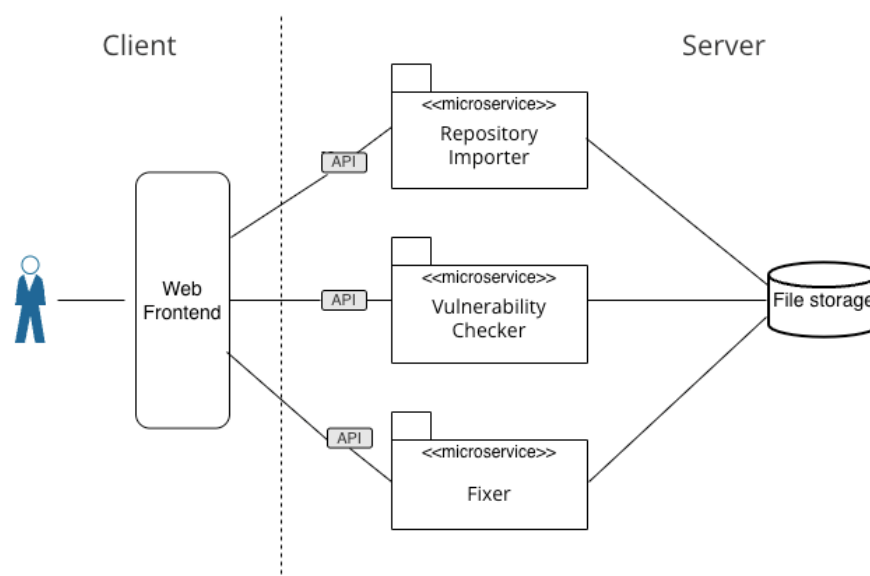 Client
Server
<<microservice>>
Repository
Importer
API
<<microservice>>
Vulnerability
Checker
API
Web
Frontend
File storage
<<microservice>>
Fixer
API